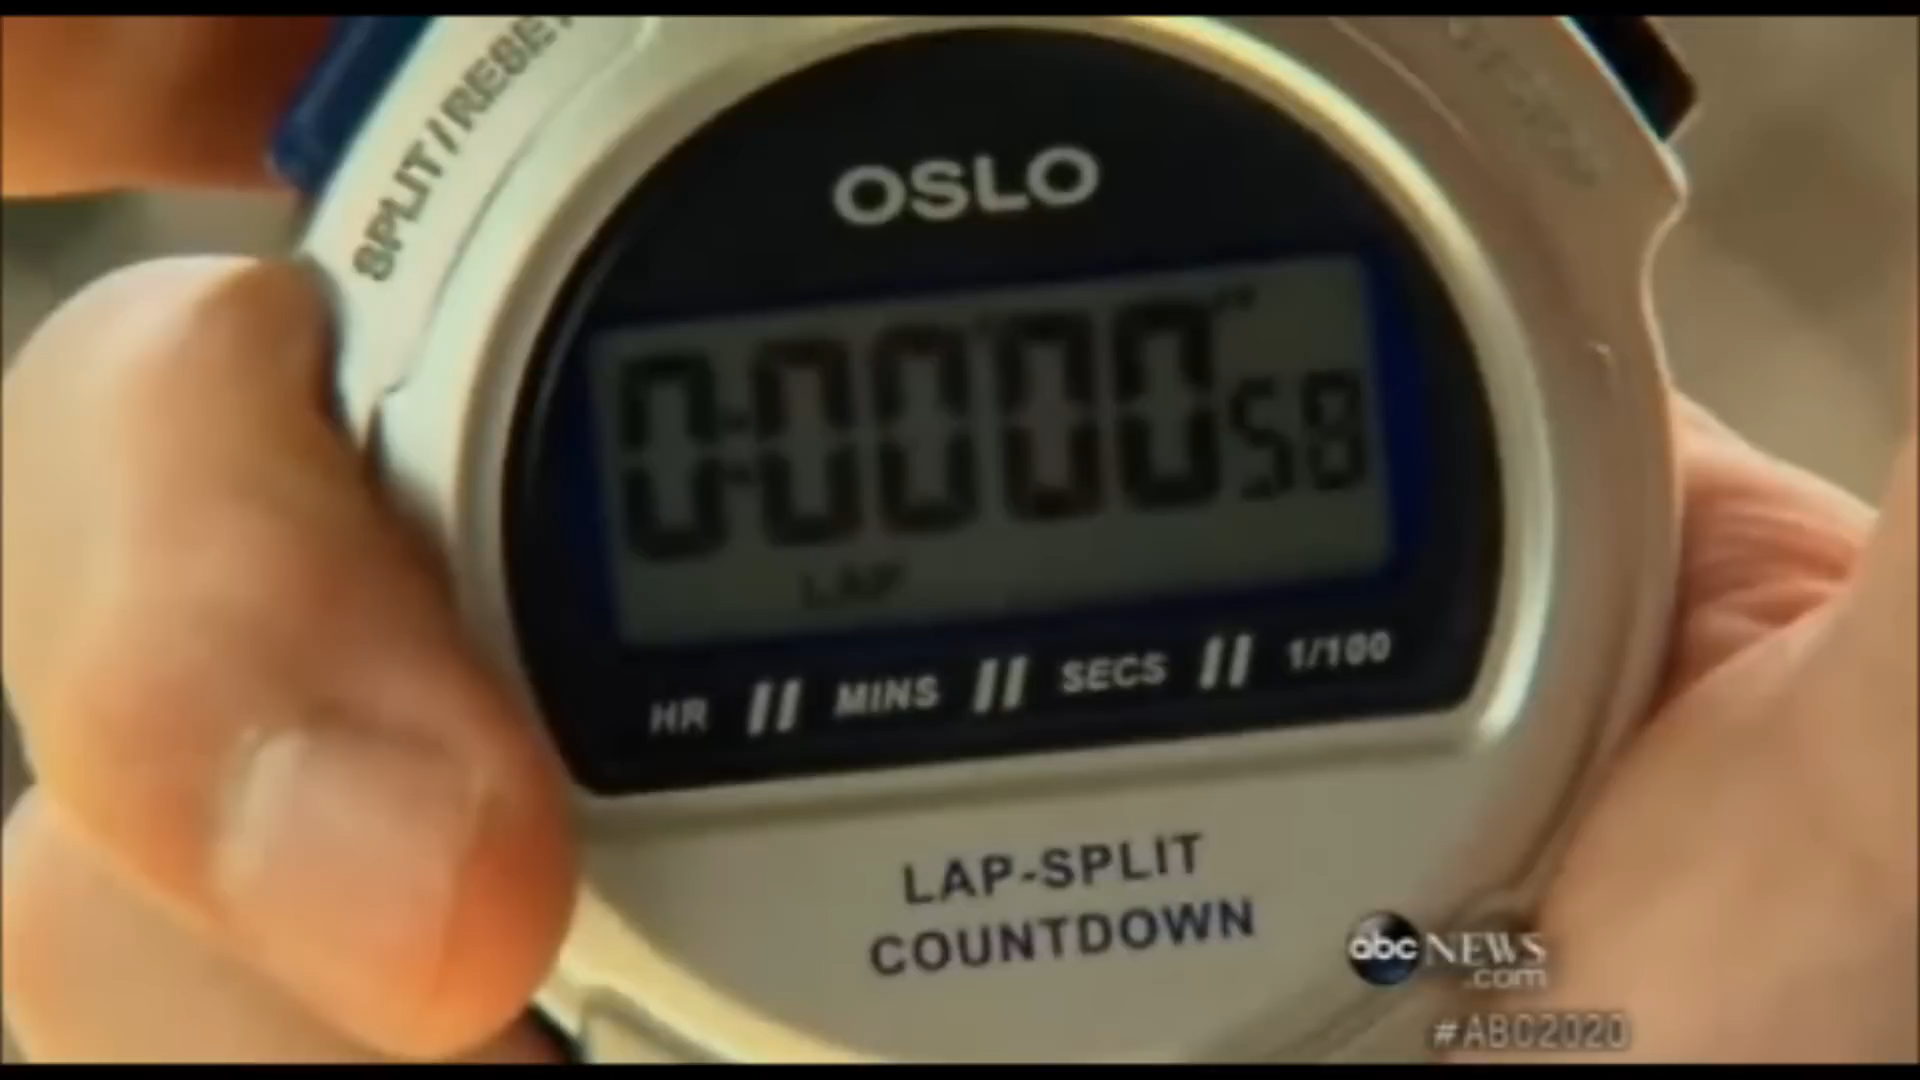 SPLIT/RESET
OSLO
0:00'00"58
LAP
HR // MINS // SECS // 1/100
LAP-SPLIT
COUNTDOWN
abc NEWS
.com
#ABC2020